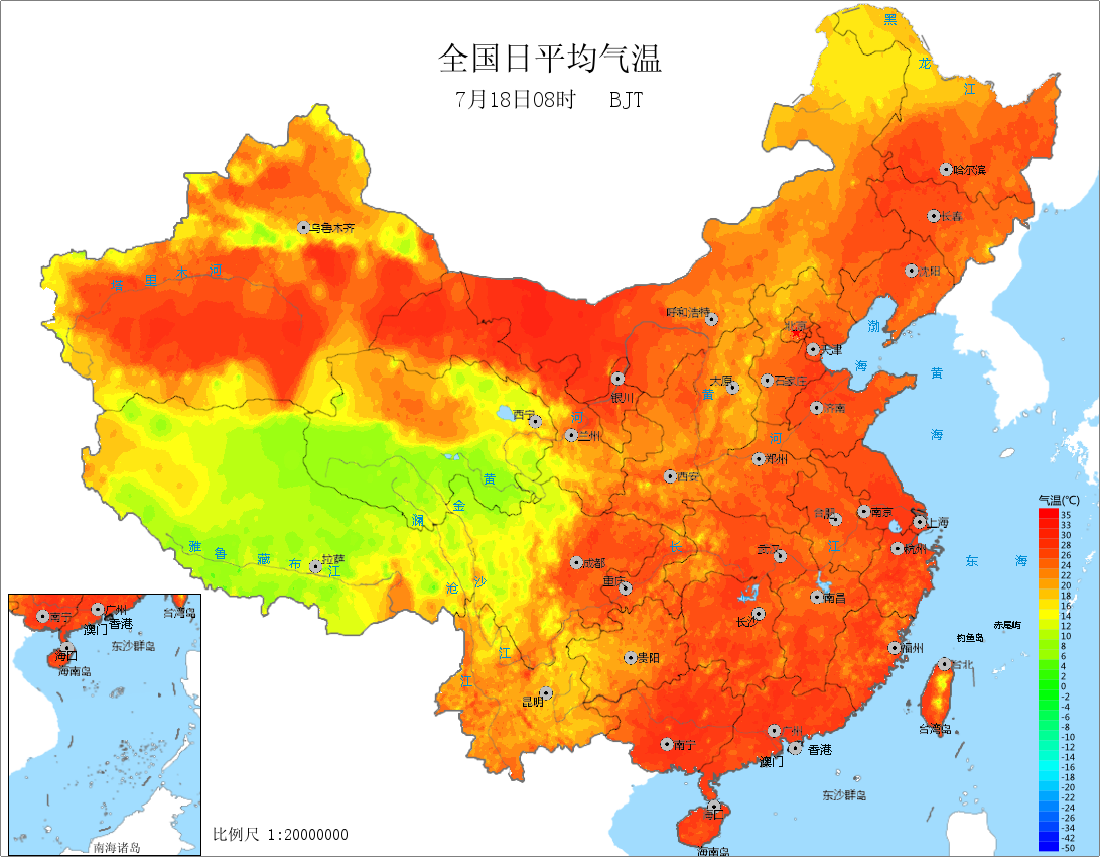 全国日平均气温
7月18日08时 BJT
黑
龙
江
哈尔滨
长春
沈阳
乌鲁木齐
塔
里
木
河
呼和浩特
北京
天津
渤
海
黄
海
银川
太原
石家庄
黄
济南
西宁
河
兰州
河
郑州
西安
黄
金
澜
气温(℃)
35
33
30
28
26
24
22
20
18
16
14
12
10
8
6
4
2
0
-2
-4
-6
-8
-10
-12
-14
-16
-18
-20
-22
-24
-26
-34
-42
-50
合肥
南京
上海
雅
鲁
藏
布
江
拉萨
长
武汉
江
杭州
东 海
成都
重庆
沧
沙
南昌
长沙
赤尾屿
钓鱼岛
江
贵阳
福州
台北
江
昆明
台湾岛
南宁
广州
香港
澳门
东沙群岛
海口
海南岛
南宁
广州
香港
澳门
台湾岛
东沙群岛
海口
海南岛
南海诸岛
比例尺 1:20000000